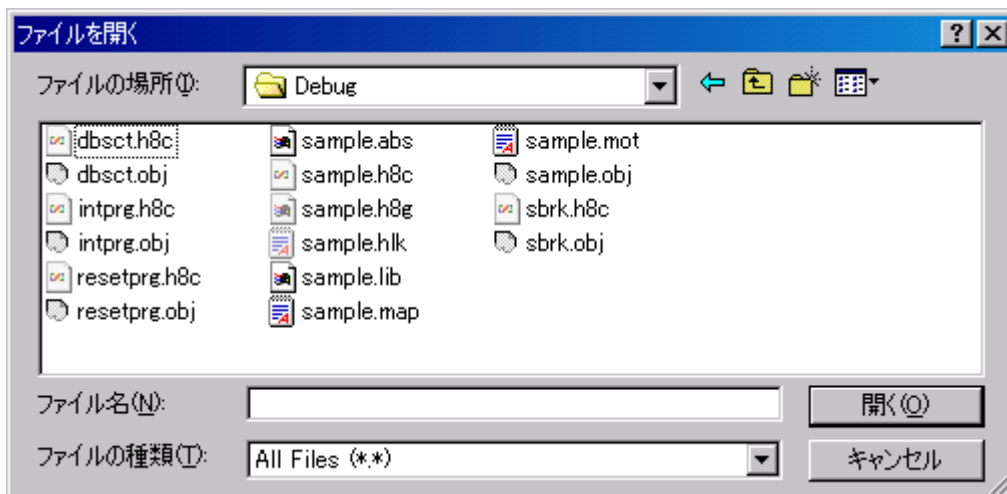 ファイルを開く
ファイルの場所(I): Debug
dbsct.h8c sample.abs sample.mot
dbsct.obj sample.h8c sample.obj
intprg.h8c sample.h8g sbrk.h8c
intprg.obj sample.hlk sbrk.obj
resetprg.h8c sample.lib
resetprg.obj sample.map
ファイル名(N): 開く(O)
ファイルの種類(T): All Files (*.*) キャンセル